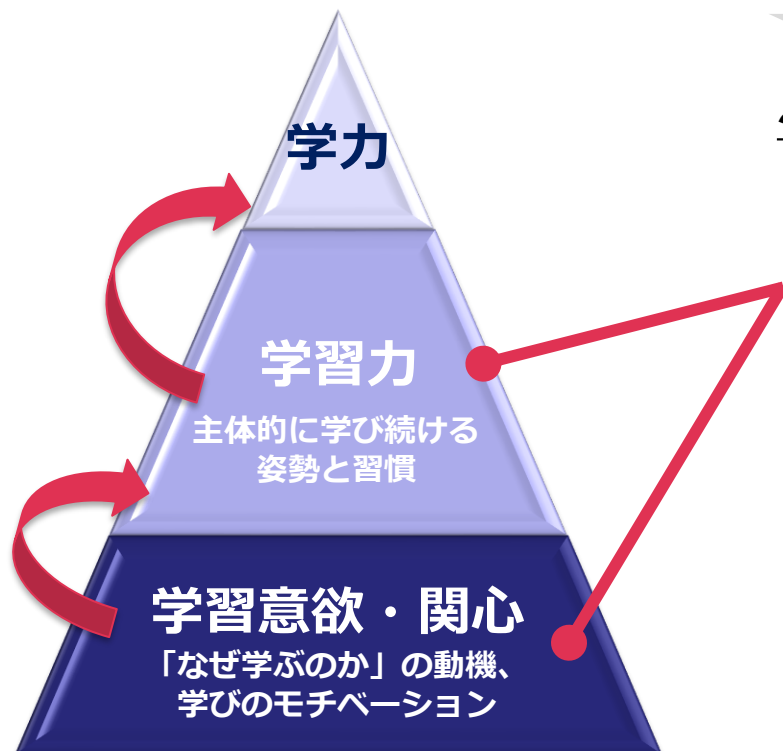 学力
学習力
主体的に学び続ける
姿勢と習慣
学習意欲・関心
「なぜ学ぶのか」の動機、
学びのモチベーション